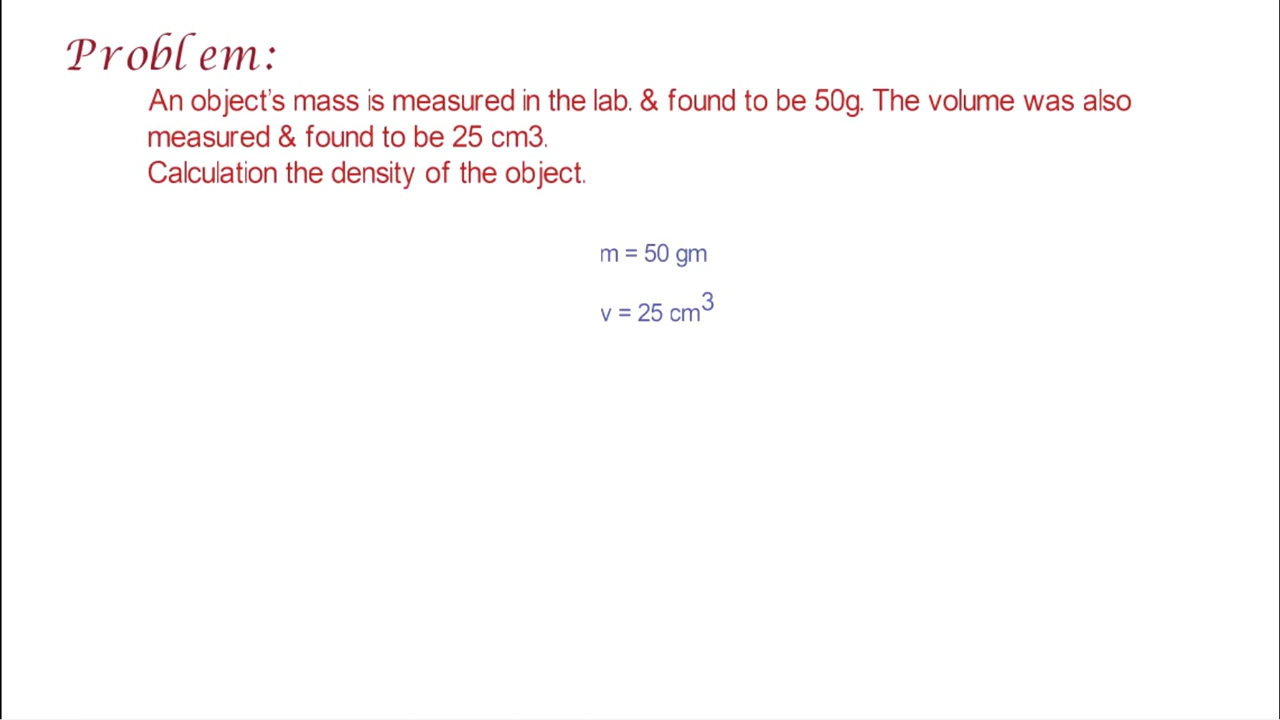 Problem:
An object's mass is measured in the lab. & found to be 50g. The volume was also
measured & found to be 25 cm3.
Calculation the density of the object.
m = 50 gm
v = 25 cm³